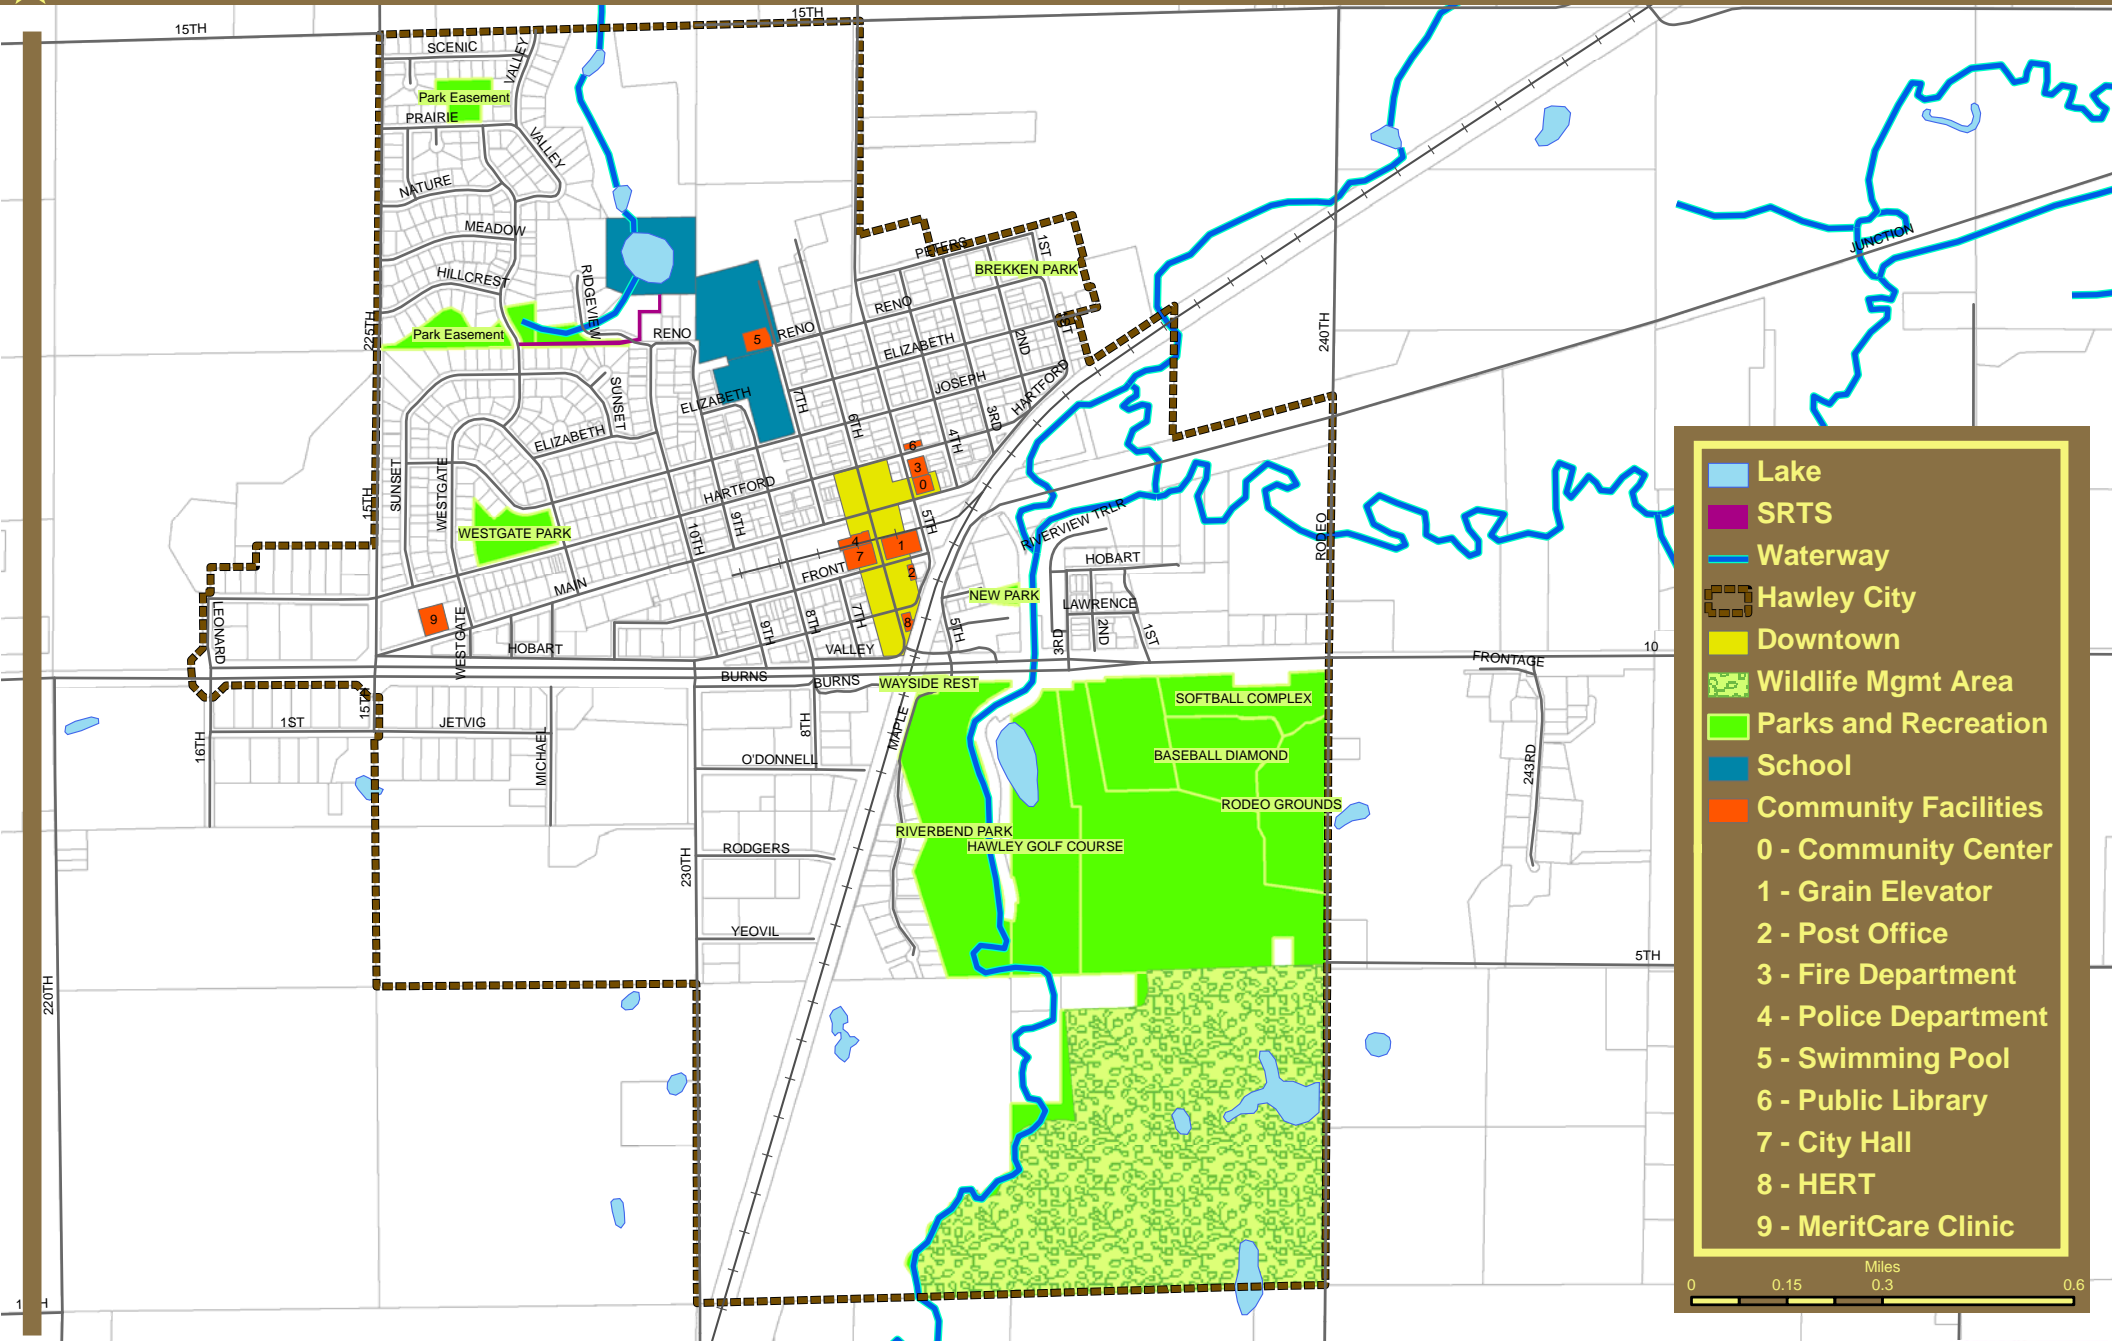 15TH
15TH
SCENIC
VALLEY
Park Easement
PRAIRIE
VALLEY
NATURE
MEADOW
HILLCREST
RIDGEVIEW
225TH
Park Easement
RENO
5
RENO
PETERS
1ST
BREKKEN PARK
RENO
1ST
2ND
ELIZABETH
240TH
JUNCTION
SUNSET
ELIZABETH
7TH
JOSEPH
HARTFORD
6TH
3RD
4TH
ELIZABETH
6
3
0
SUNSET
WESTGATE
15TH
HARTFORD
WESTGATE PARK
9TH
10TH
5TH
RIVERVIEW TRLR
RODEO
4
1
7
FRONT
2
MAIN
HOBART
NEW PARK
LAWRENCE
9
LEONARD
WESTGATE
9TH
8TH
7TH
8
5TH
3RD
2ND
1ST
HOBART
VALLEY
10
FRONTAGE
BURNS
BURNS
WAYSIDE REST
SOFTBALL COMPLEX
15TH
1ST
JETVIG
16TH
MICHAEL
8TH
MAPLE
O'DONNELL
BASEBALL DIAMOND
243RD
RODEO GROUNDS
RIVERBEND PARK
HAWLEY GOLF COURSE
RODGERS
230TH
YEOVIL
5TH
220TH
Lake
SRTS
Waterway
Hawley City
Downtown
Wildlife Mgmt Area
Parks and Recreation
School
Community Facilities
0 - Community Center
1 - Grain Elevator
2 - Post Office
3 - Fire Department
4 - Police Department
5 - Swimming Pool
6 - Public Library
7 - City Hall
8 - HERT
9 - MeritCare Clinic
Miles
0 0.15 0.3 0.6